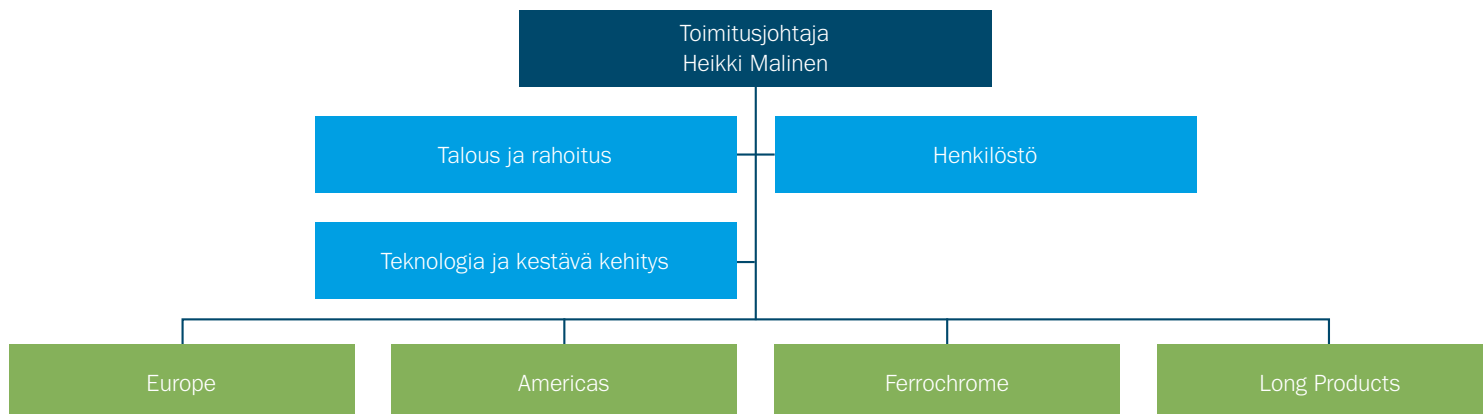 Toimitusjohtaja
Heikki Malinen
Talous ja rahoitus
Henkilöstö
Teknologia ja kestävä kehitys
Europe
Americas
Ferrochrome
Long Products